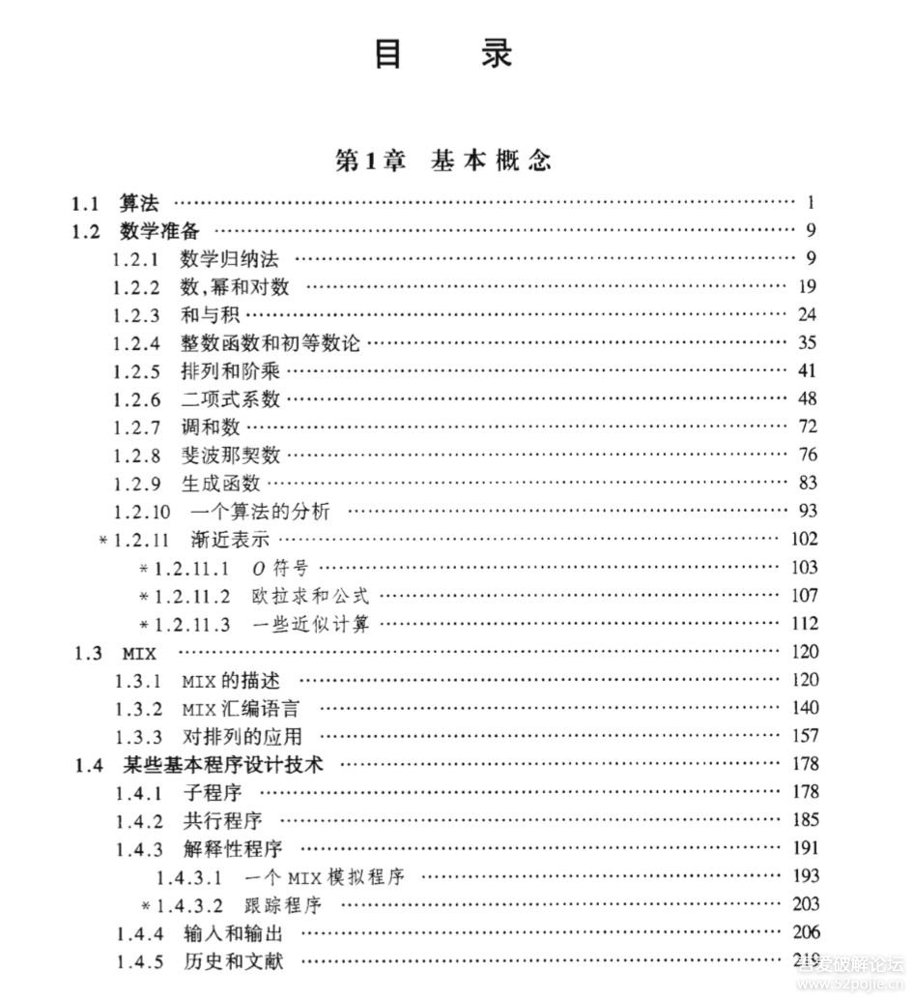 目 录
第1章 基本概念
1.1 算法 …… 1
1.2 数学准备 …… 9
1.2.1 数学归纳法 …… 9
1.2.2 数,幂和对数 …… 19
1.2.3 和与积 …… 24
1.2.4 整数函数和初等数论 …… 35
1.2.5 排列和阶乘 …… 41
1.2.6 二项式系数 …… 48
1.2.7 调和数 …… 72
1.2.8 斐波那契数 …… 76
1.2.9 生成函数 …… 83
1.2.10 一个算法的分析 …… 93
*1.2.11 渐近表示 …… 102
*1.2.11.1 O 符号 …… 103
*1.2.11.2 欧拉求和公式 …… 107
*1.2.11.3 一些近似计算 …… 112
1.3 MIX …… 120
1.3.1 MIX的描述 …… 120
1.3.2 MIX汇编语言 …… 140
1.3.3 对排列的应用 …… 157
1.4 某些基本程序设计技术 …… 178
1.4.1 子程序 …… 178
1.4.2 共行程序 …… 185
1.4.3 解释性程序 …… 191
1.4.3.1 一个MIX模拟程序 …… 193
*1.4.3.2 跟踪程序 …… 203
1.4.4 输入和输出 …… 206
1.4.5 历史和文献 …… 219
吾爱破解论坛
www.52pojie.cn